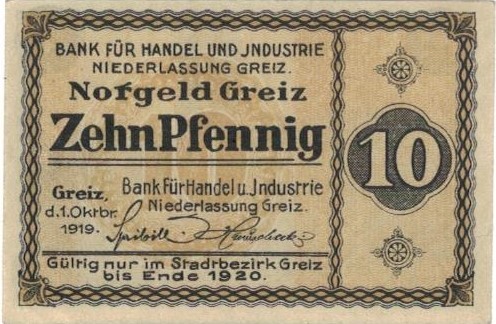 BANK FÜR HANDEL UND JNDUSTRIE
NIEDERLASSUNG GREIZ.
Notgeld Greiz
Zehn Pfennig
10
Greiz,
d. 1. Oktbr.
1919.
Bank Für Handel u. Jndustrie
Niederlassung Greiz.
Gültig nur im Stadtbezirk Greiz
bis Ende 1920.